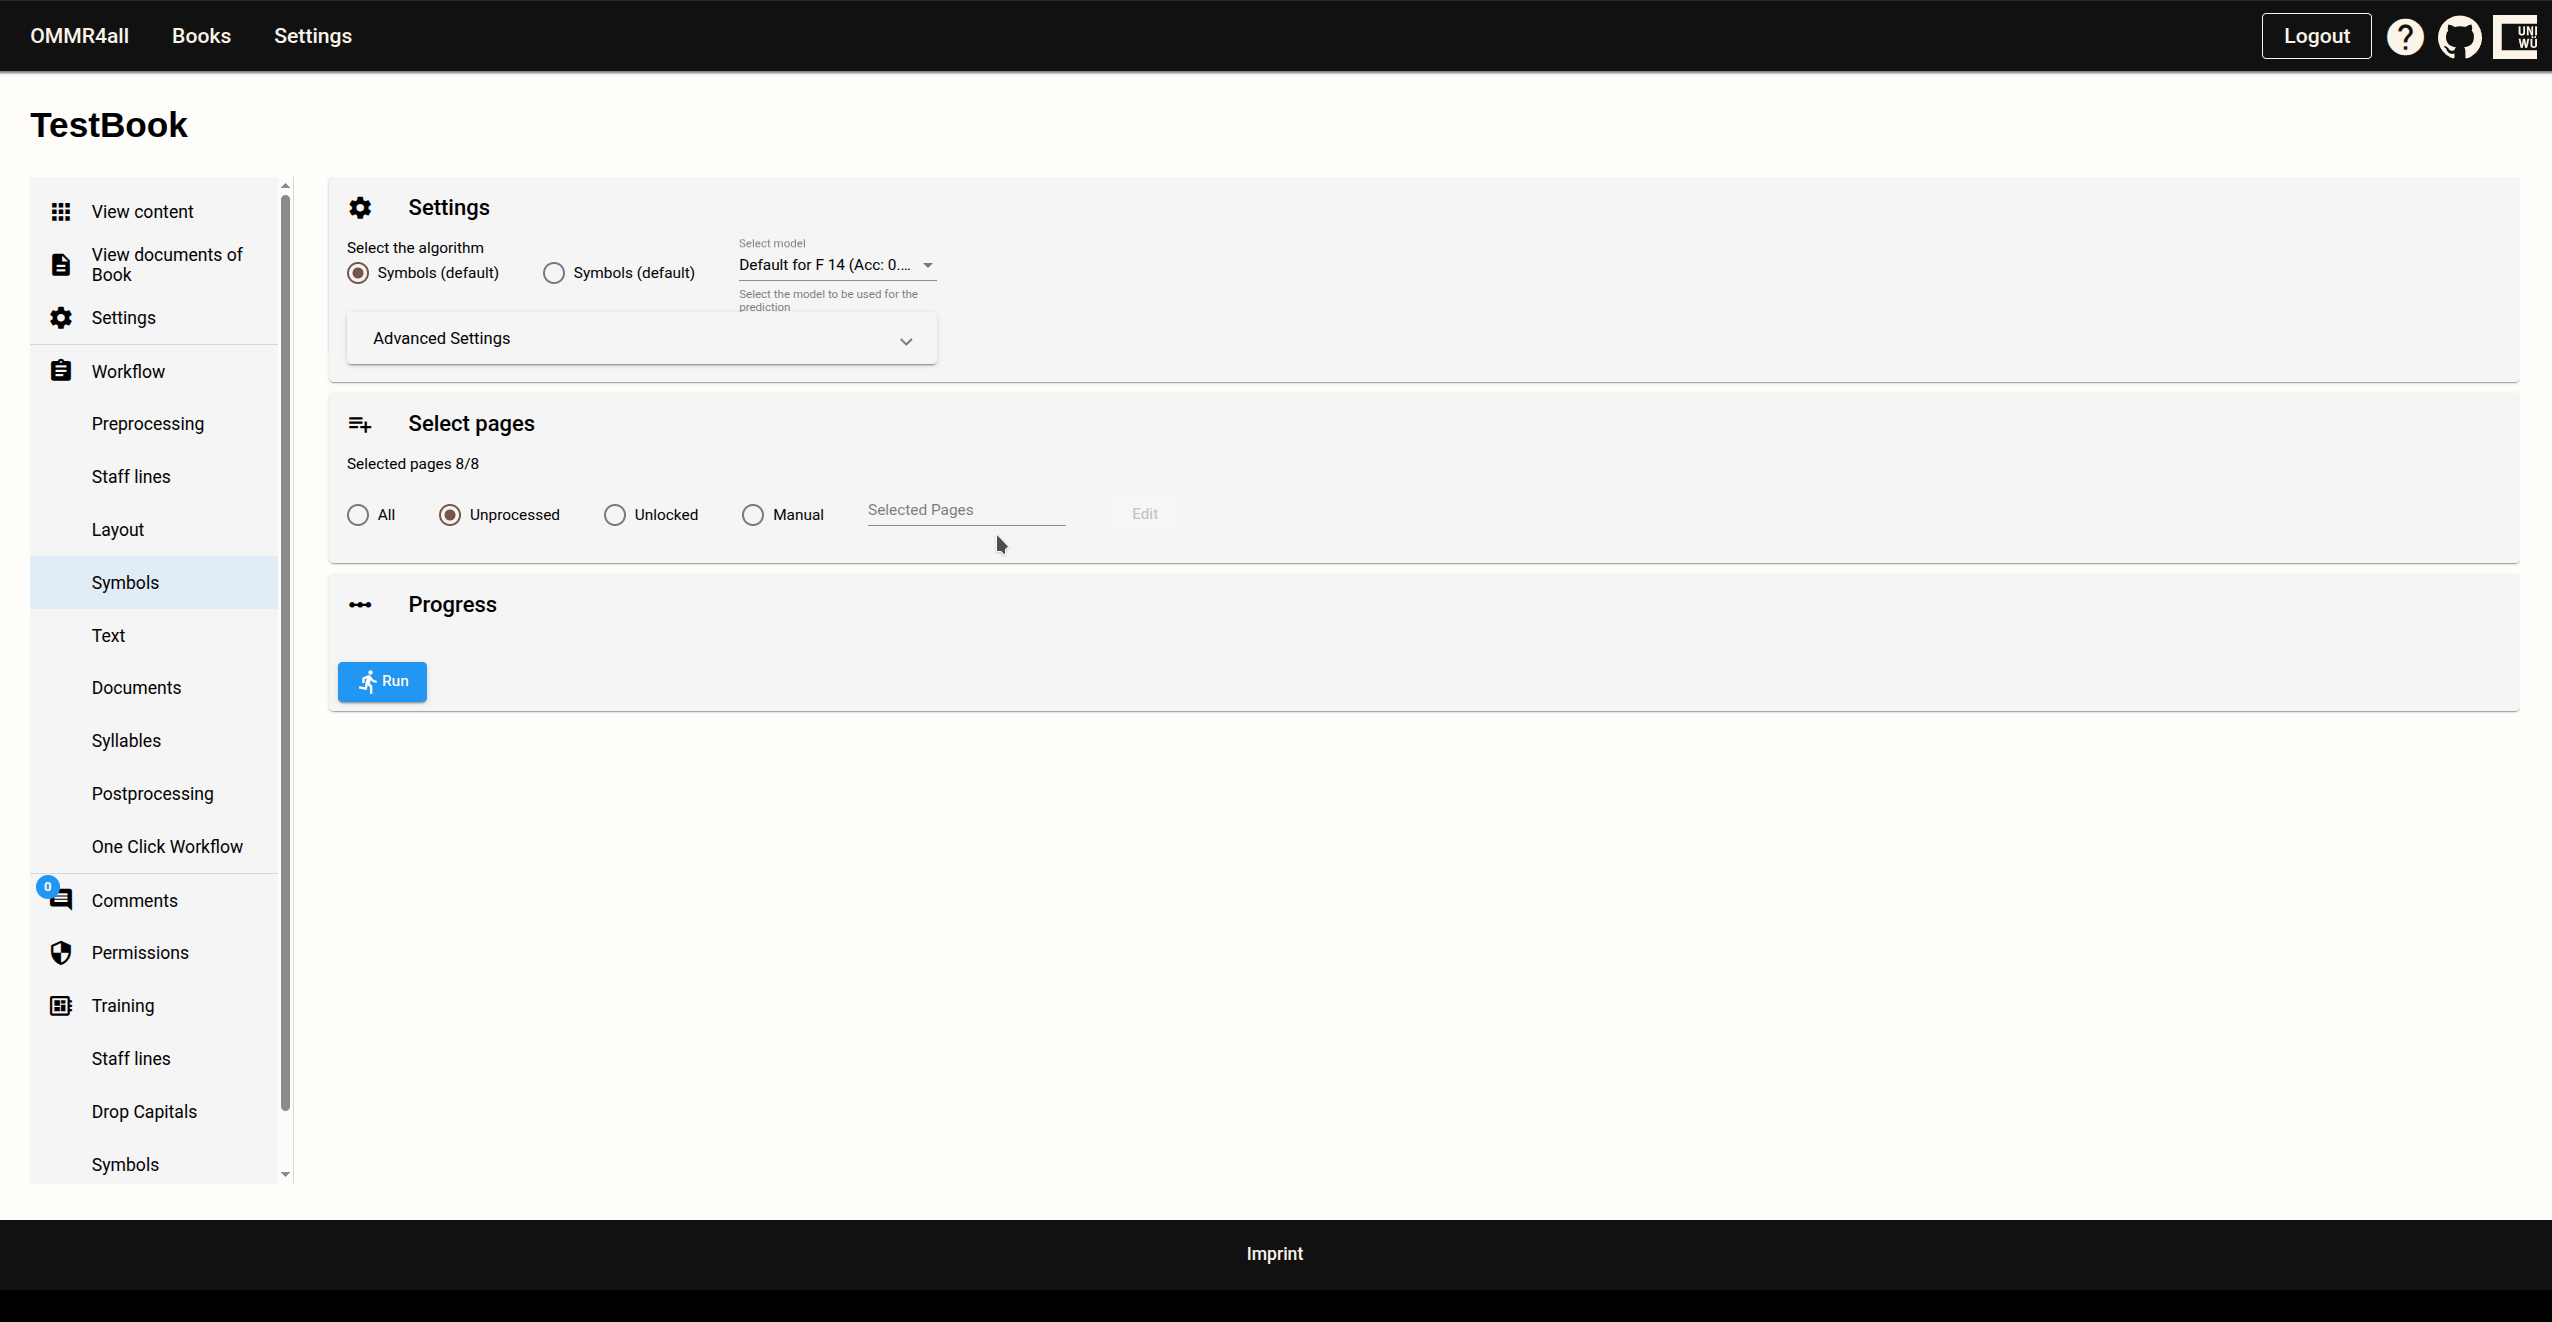 OMMR4all Books Settings Logout ? UNI WÜ
TestBook
View content
View documents of
Book
Settings
Workflow
Preprocessing
Staff lines
Layout
Symbols
Text
Documents
Syllables
Postprocessing
One Click Workflow
0
Comments
Permissions
Training
Staff lines
Drop Capitals
Symbols
Settings
Select the algorithm
Symbols (default) Symbols (default)
Select model
Default for F 14 (Acc: 0....
Select the model to be used for the
prediction
Advanced Settings
Select pages
Selected pages 8/8
All Unprocessed Unlocked Manual Selected Pages Edit
Progress
Run
Imprint